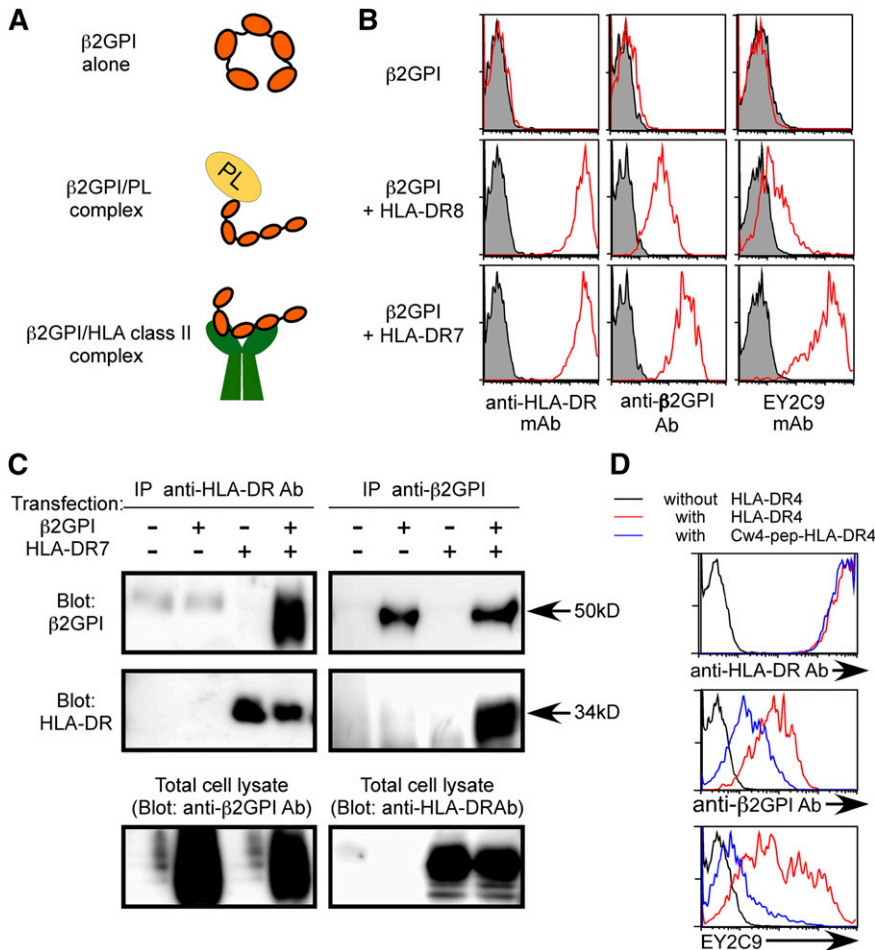 A
β2GPI
alone
β2GPI/PL
complex
PL
β2GPI/HLA class II
complex
B
β2GPI
β2GPI
+ HLA-DR8
β2GPI
+ HLA-DR7
anti-HLA-DR
mAb
anti-β2GPI
Ab
EY2C9
mAb
C
IP anti-HLA-DR Ab
IP anti-β2GPI
Transfection:
β2GPI - + - + - + - +
HLA-DR7 - - + + - - + +
Blot:
β2GPI
50kD
Blot:
HLA-DR
34kD
Total cell lysate
(Blot: anti-β2GPI Ab)
Total cell lysate
(Blot: anti-HLA-DRAb)
D
without HLA-DR4
with HLA-DR4
with Cw4-pep-HLA-DR4
anti-HLA-DR Ab
anti-β2GPI Ab
EY2C9